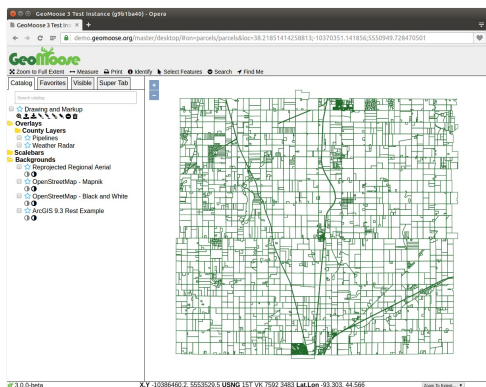 GeoMoose 3 Test Instance (g9b1ba40) - Opera
GeoMoose 3 Test Ins
demo.geomoose.org/master/desktop/#on=parcels/parcels&loc=38.21851414258813;-10370351.141856;5550949.728470501
GeoMoose
Zoom to Full Extent Measure Print Identify Select Features Search Find Me
Catalog Favorites Visible Super Tab
Search catalog
Drawing and Markup
Overlays
County Layers
Pipelines
Weather Radar
Scalebars
Backgrounds
Reprojected Regional Aerial
OpenStreetMap - Mapnik
OpenStreetMap - Black and White
ArcGIS 9.3 Rest Example
3.0.0-beta
X,Y -10386460.2, 5553529.5 USNG 15T VK 7592 3483 Lat,Lon -93.303, 44.566
Zoom To Extent...